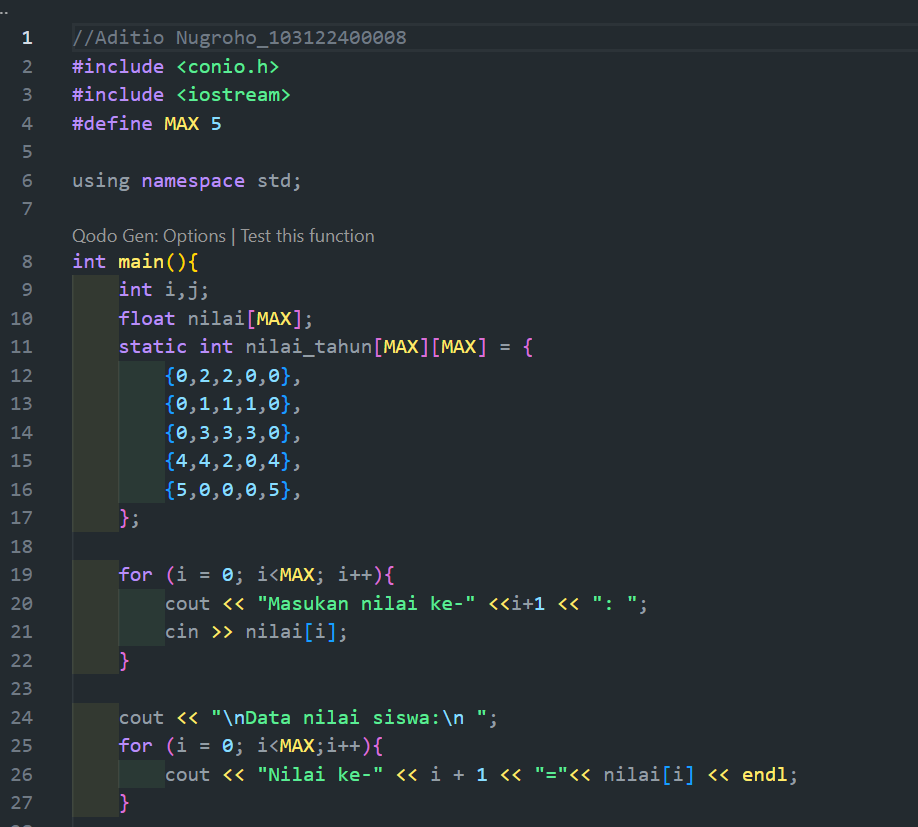 1 //Aditio Nugroho_103122400008
2 #include <conio.h>
3 #include <iostream>
4 #define MAX 5
5
6 using namespace std;
7
Qodo Gen: Options | Test this function
8 int main(){
9     int i,j;
10     float nilai[MAX];
11     static int nilai_tahun[MAX][MAX] = {
12         {0,2,2,0,0},
13         {0,1,1,1,0},
14         {0,3,3,3,0},
15         {4,4,2,0,4},
16         {5,0,0,0,5},
17     };
18
19     for (i = 0; i<MAX; i++){
20         cout << "Masukan nilai ke-" <<i+1 << ": ";
21         cin >> nilai[i];
22     }
23
24     cout << "\nData nilai siswa:\n ";
25     for (i = 0; i<MAX;i++){
26         cout << "Nilai ke-" << i + 1 << "="<< nilai[i] << endl;
27     }